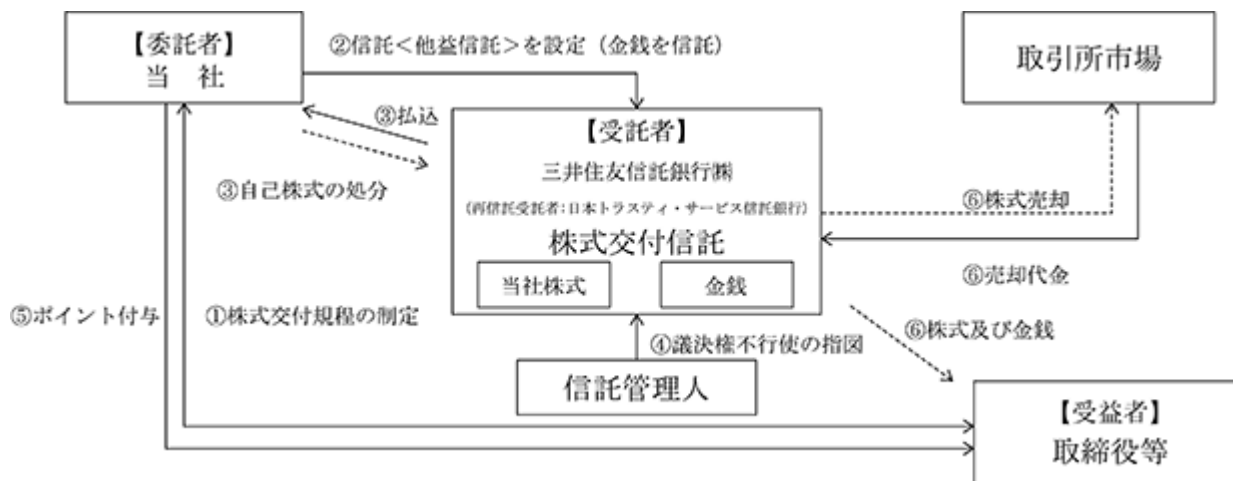 【委託者】
当　社
②信託＜他益信託＞を設定（金銭を信託）
取引所市場
③払込
③自己株式の処分
【受託者】
三井住友信託銀行㈱
（再信託受託者：日本トラスティ・サービス信託銀行）
株式交付信託
当社株式
金銭
⑥株式売却
⑥売却代金
⑤ポイント付与
①株式交付規程の制定
④議決権不行使の指図
⑥株式及び金銭
信託管理人
【受益者】
取締役等